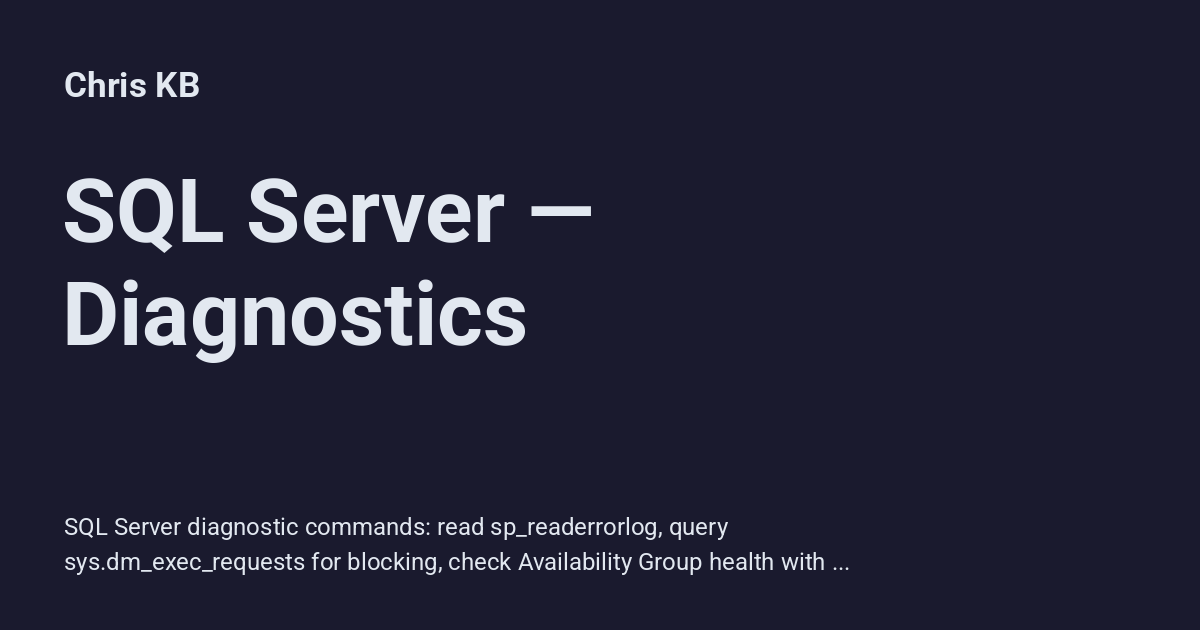 Chris KB
SQL Server —
Diagnostics
SQL Server diagnostic commands: read sp_readerrorlog, query
sys.dm_exec_requests for blocking, check Availability Group health with ...